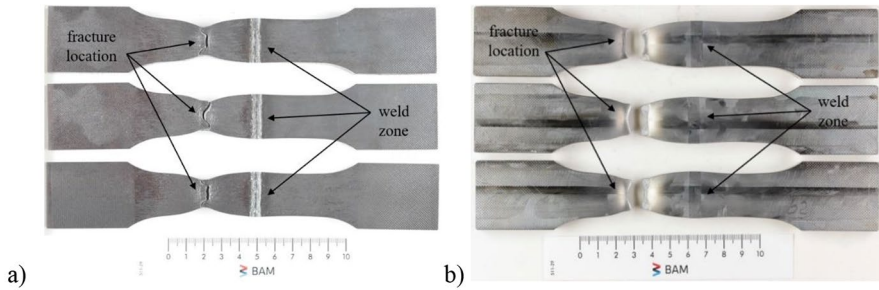 fracture
location
weld
zone
0 1 2 3 4 5 6 7 8 9 10
BAM
a)
fracture
location
weld
zone
0 1 2 3 4 5 6 7 8 9 10
BAM
b)